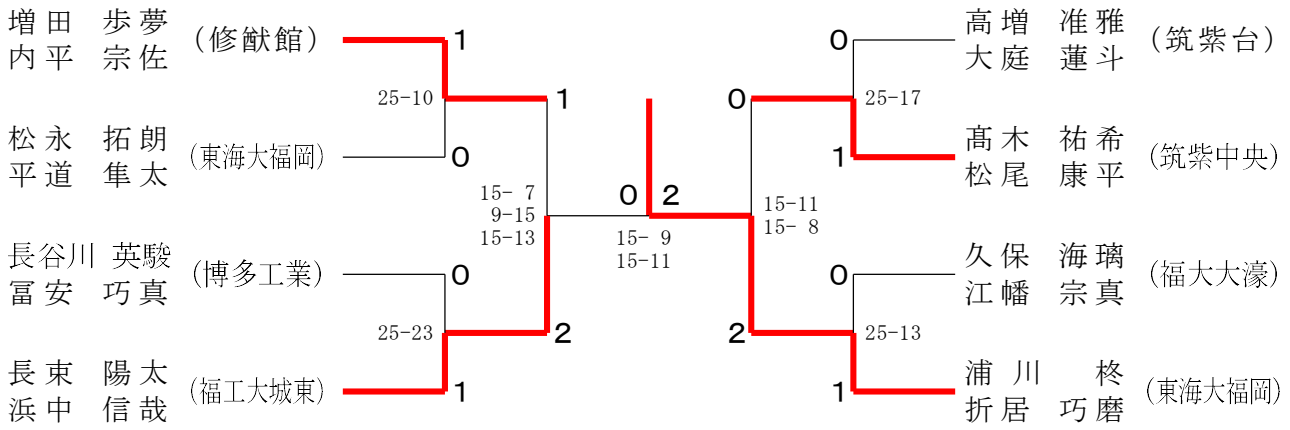 増田 歩夢
内平 宗佐
(修猷館)
1
25-10
1
松永 拓朗
平道 隼太
(東海大福岡)
0
15- 7
9-15
15-13
長谷川 英駿
冨安 巧真
(博多工業)
0
25-23
2
長束 陽太
浜中 信哉
(福工大城東)
1
0 2
15- 9
15-11
0
高増 准雅
大庭 蓮斗
(筑紫台)
0
25-17
髙木 祐希
松尾 康平
(筑紫中央)
1
15-11
15- 8
0
久保 海璃
江幡 宗真
(福大大濠)
2
25-13
1
浦川 柊
折居 巧磨
(東海大福岡)